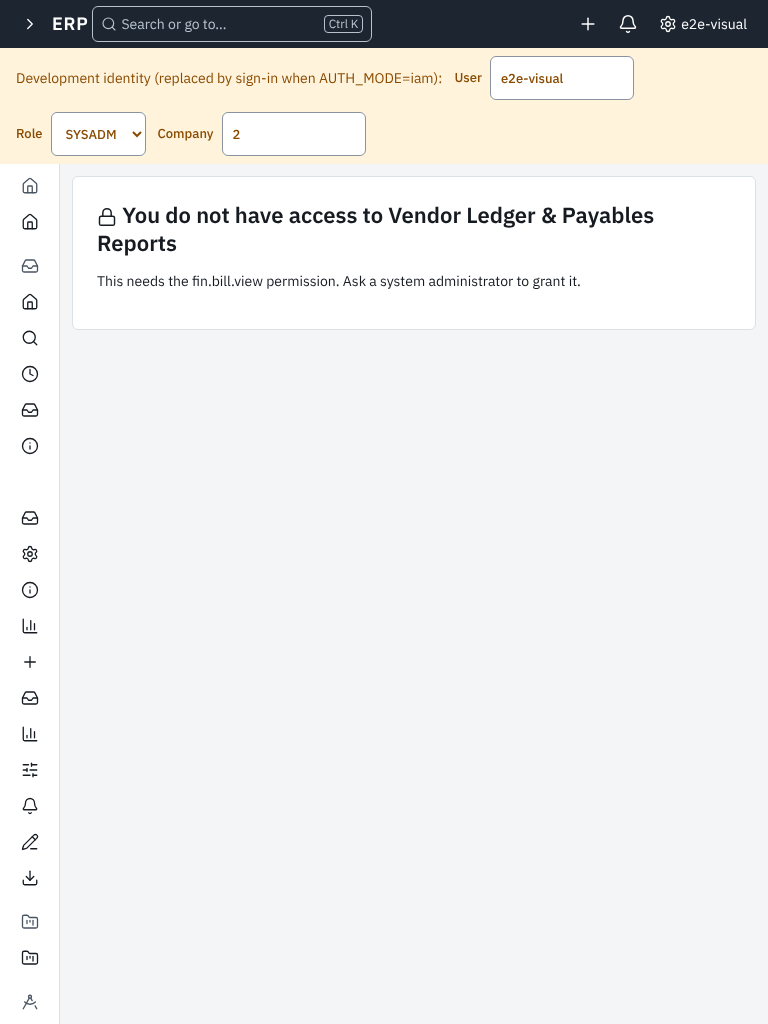 ERP Search or go to... Ctrl K e2e-visual
Development identity (replaced by sign-in when AUTH_MODE=iam): User e2e-visual
Role SYSADM Company 2
You do not have access to Vendor Ledger & Payables
Reports
This needs the fin.bill.view permission. Ask a system administrator to grant it.